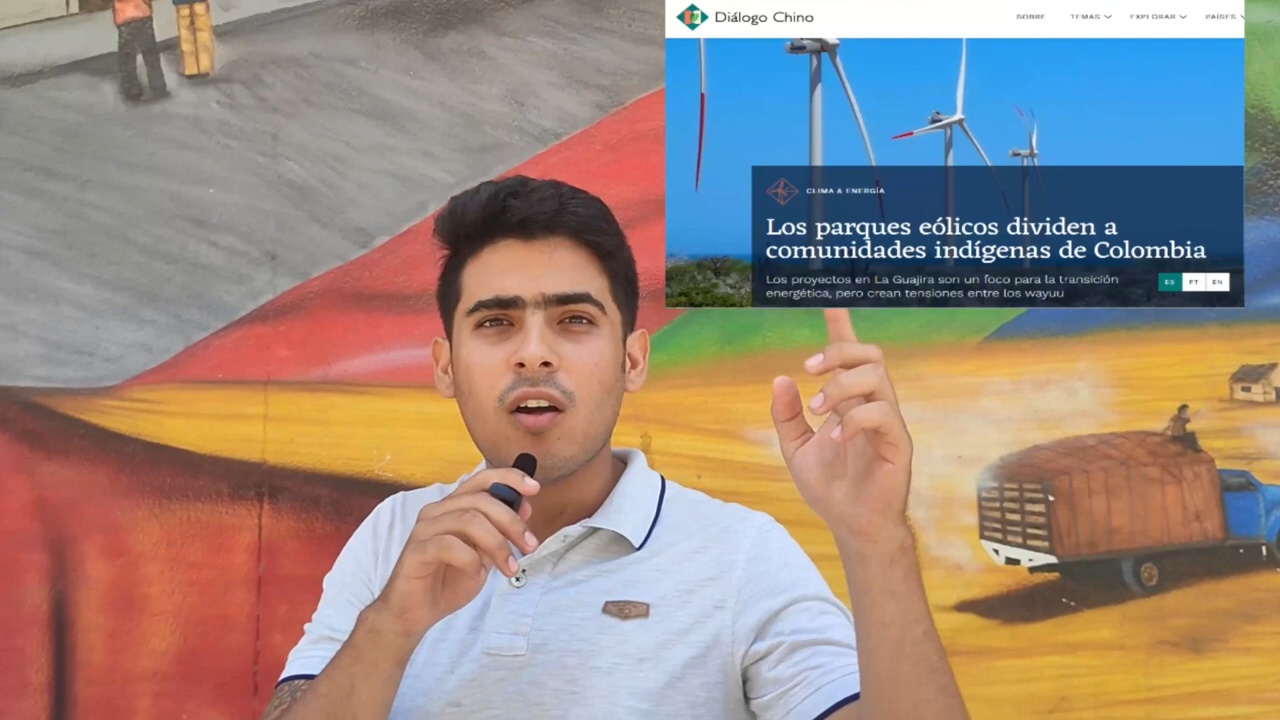 Diálogo Chino
SOBRE TEMAS EXPLORAR PAÍSES
CLIMA & ENERGÍA
Los parques eólicos dividen a
comunidades indígenas de Colombia
Los proyectos en La Guajira son un foco para la transición
energética, pero crean tensiones entre los wayuu
ES PT EN